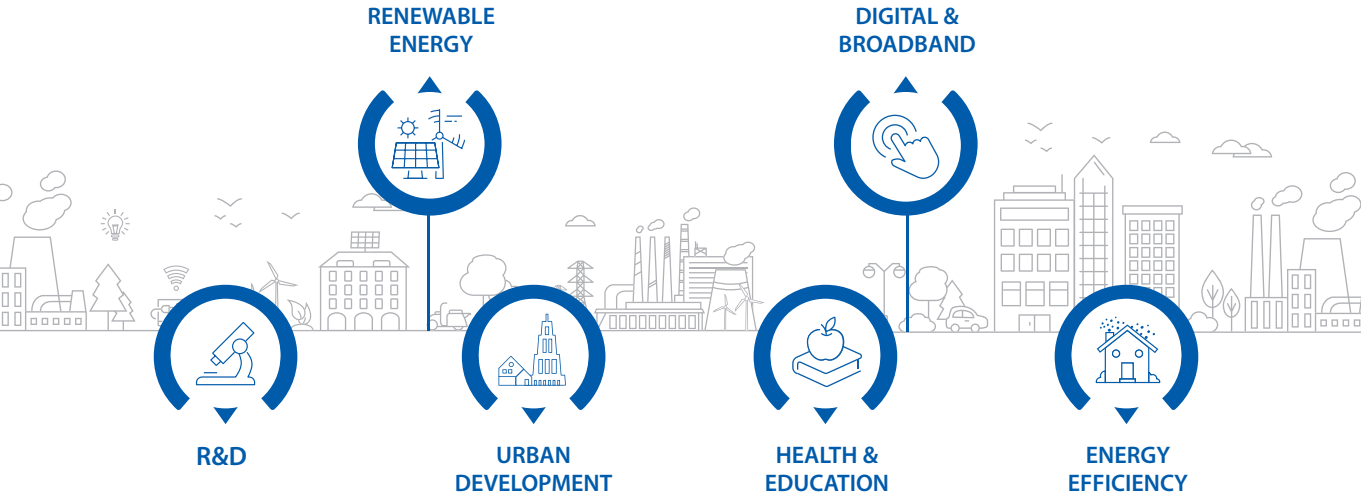 RENEWABLE
ENERGY
DIGITAL &
BROADBAND
R&D
URBAN
DEVELOPMENT
HEALTH &
EDUCATION
ENERGY
EFFICIENCY